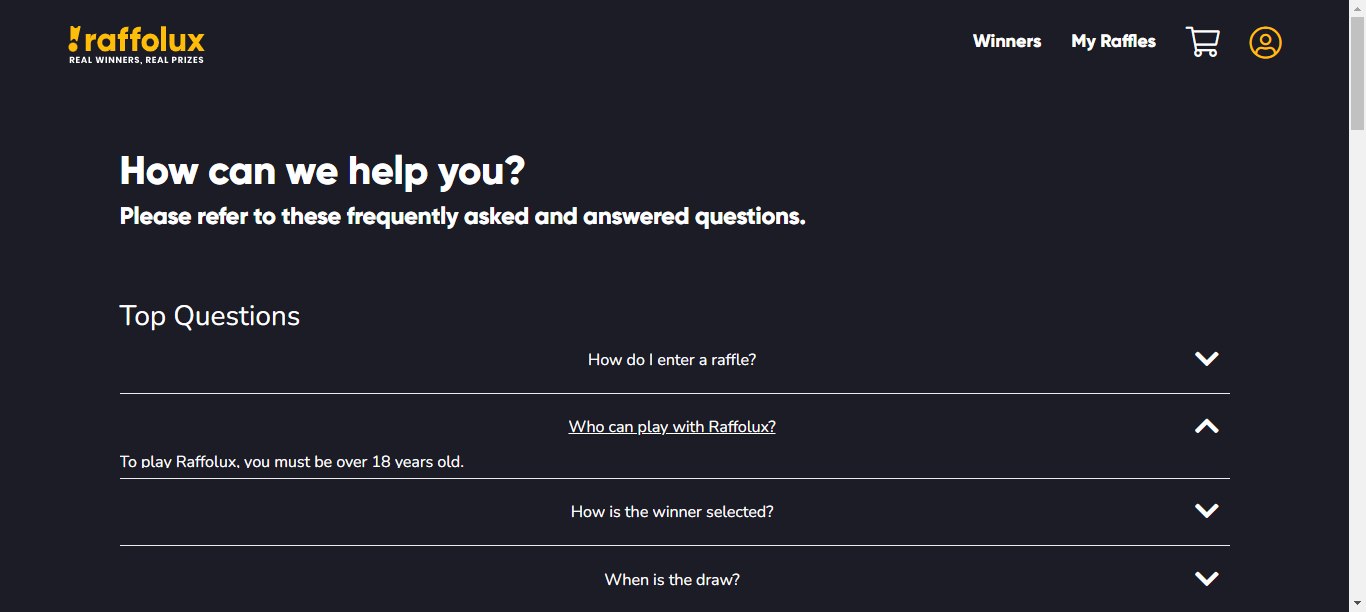 raffolux
REAL WINNERS, REAL PRIZES
Winners
My Raffles
How can we help you?
Please refer to these frequently asked and answered questions.
Top Questions
How do I enter a raffle?
Who can play with Raffolux?
To play Raffolux, you must be over 18 years old.
How is the winner selected?
When is the draw?